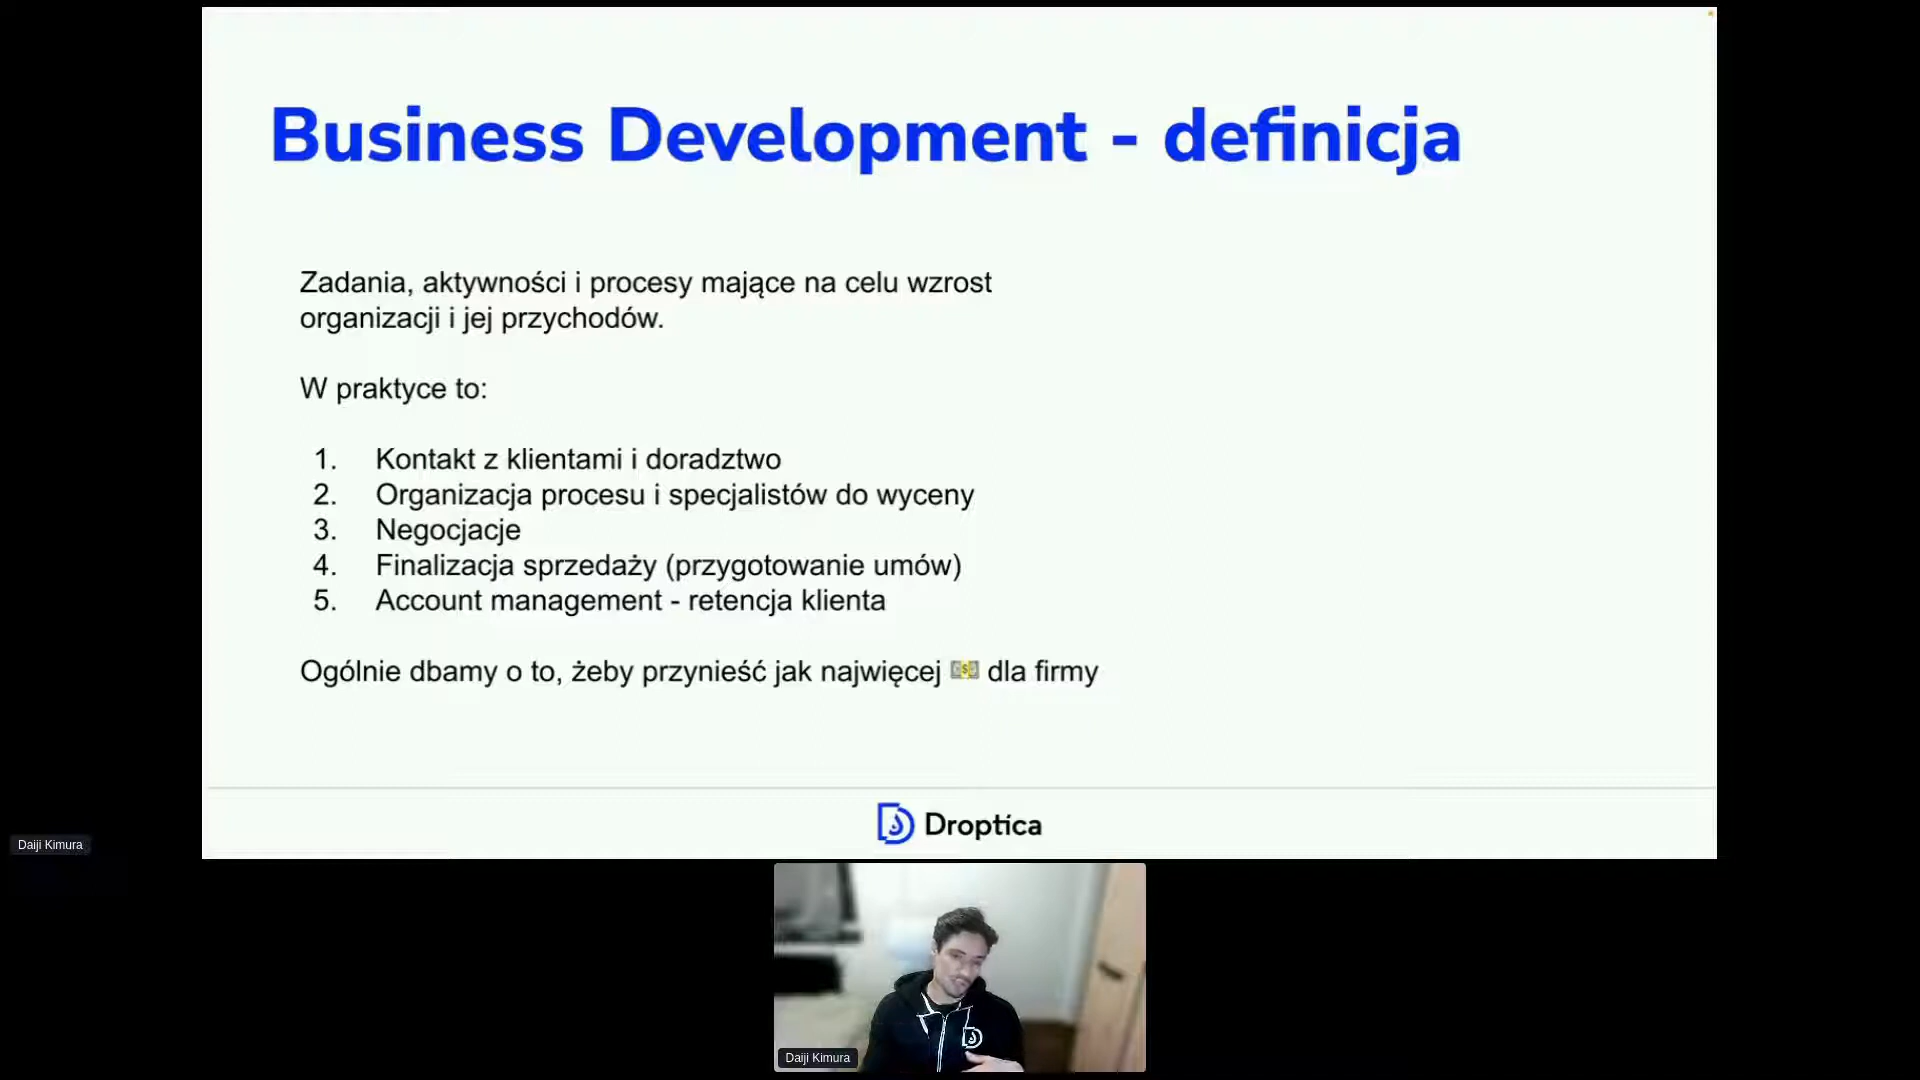 Business Development - definicja
Zadania, aktywności i procesy mające na celu wzrost
organizacji i jej przychodów.
W praktyce to:
1. Kontakt z klientami i doradztwo
2. Organizacja procesu i specjalistów do wyceny
3. Negocjacje
4. Finalizacja sprzedaży (przygotowanie umów)
5. Account management - retencja klienta
Ogólnie dbamy o to, żeby przynieść jak najwięcej 💵 dla firmy
Droptica
Daiji Kimura
Daiji Kimura